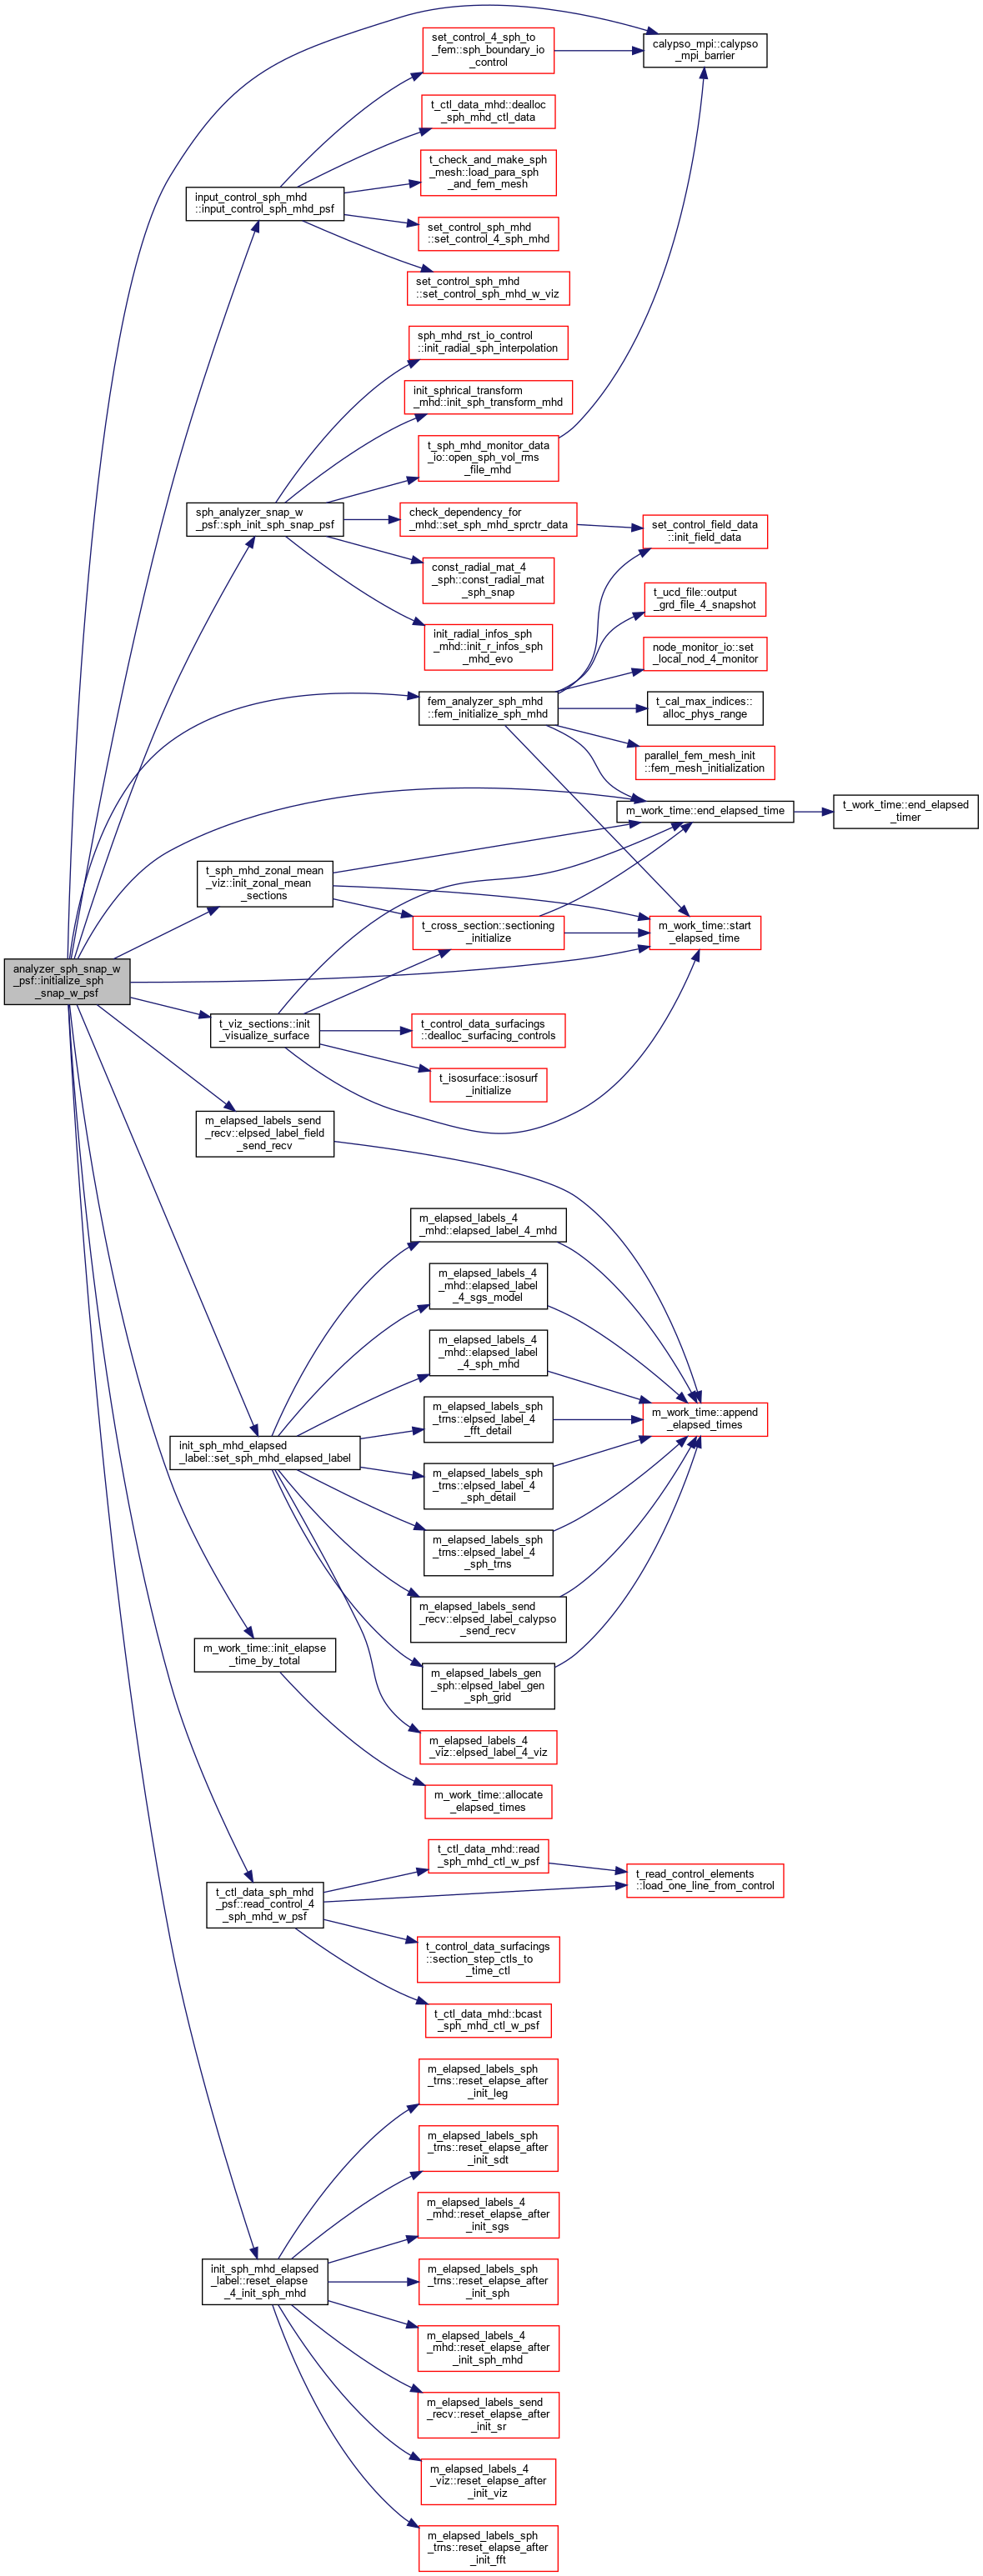 set_control_4_sph_to
_fem::sph_boundary_io
_control
calypso_mpi::calypso
_mpi_barrier
t_ctl_data_mhd::dealloc
_sph_mhd_ctl_data
t_check_and_make_sph
_mesh::load_para_sph
_and_fem_mesh
input_control_sph_mhd
::input_control_sph_mhd_psf
set_control_sph_mhd
::set_control_4_sph_mhd
set_control_sph_mhd
::set_control_sph_mhd_w_viz
sph_mhd_rst_io_control
::init_radial_sph_interpolation
init_sphrical_transform
_mhd::init_sph_transform_mhd
t_sph_mhd_monitor_data
_io::open_sph_vol_rms
_file_mhd
sph_analyzer_snap_w
_psf::sph_init_sph_snap_psf
check_dependency_for
_mhd::set_sph_mhd_sprctr_data
set_control_field_data
::init_field_data
const_radial_mat_4
_sph::const_radial_mat
_sph_snap
t_ucd_file::output
_grd_file_4_snapshot
init_radial_infos_sph
_mhd::init_r_infos_sph
_mhd_evo
node_monitor_io::set
_local_nod_4_monitor
fem_analyzer_sph_mhd
::fem_initialize_sph_mhd
t_cal_max_indices::
alloc_phys_range
parallel_fem_mesh_init
::fem_mesh_initialization
m_work_time::end_elapsed_time
t_work_time::end_elapsed
_timer
t_sph_mhd_zonal_mean
_viz::init_zonal_mean
_sections
t_cross_section::sectioning
_initialize
m_work_time::start
_elapsed_time
analyzer_sph_snap_w
_psf::initialize_sph
_snap_w_psf
t_viz_sections::init
_visualize_surface
t_control_data_surfacings
::dealloc_surfacing_controls
t_isosurface::isosurf
_initialize
m_elapsed_labels_send
_recv::elpsed_label_field
_send_recv
m_elapsed_labels_4
_mhd::elapsed_label_4_mhd
m_elapsed_labels_4
_mhd::elapsed_label
_4_sgs_model
m_elapsed_labels_4
_mhd::elapsed_label
_4_sph_mhd
m_elapsed_labels_sph
_trns::elpsed_label_4
_fft_detail
m_work_time::append
_elapsed_times
init_sph_mhd_elapsed
_label::set_sph_mhd_elapsed_label
m_elapsed_labels_sph
_trns::elpsed_label_4
_sph_detail
m_elapsed_labels_sph
_trns::elpsed_label_4
_sph_trns
m_elapsed_labels_send
_recv::elpsed_label_calypso
_send_recv
m_work_time::init_elapse
_time_by_total
m_elapsed_labels_gen
_sph::elpsed_label_gen
_sph_grid
m_elapsed_labels_4
_viz::elpsed_label_4_viz
m_work_time::allocate
_elapsed_times
t_ctl_data_mhd::read
_sph_mhd_ctl_w_psf
t_read_control_elements
::load_one_line_from_control
t_ctl_data_sph_mhd
_psf::read_control_4
_sph_mhd_w_psf
t_control_data_surfacings
::section_step_ctls_to
_time_ctl
t_ctl_data_mhd::bcast
_sph_mhd_ctl_w_psf
m_elapsed_labels_sph
_trns::reset_elapse_after
_init_leg
m_elapsed_labels_sph
_trns::reset_elapse_after
_init_sdt
m_elapsed_labels_4
_mhd::reset_elapse_after
_init_sgs
init_sph_mhd_elapsed
_label::reset_elapse
_4_init_sph_mhd
m_elapsed_labels_sph
_trns::reset_elapse_after
_init_sph
m_elapsed_labels_4
_mhd::reset_elapse_after
_init_sph_mhd
m_elapsed_labels_send
_recv::reset_elapse_after
_init_sr
m_elapsed_labels_4
_viz::reset_elapse_after
_init_viz
m_elapsed_labels_sph
_trns::reset_elapse_after
_init_fft